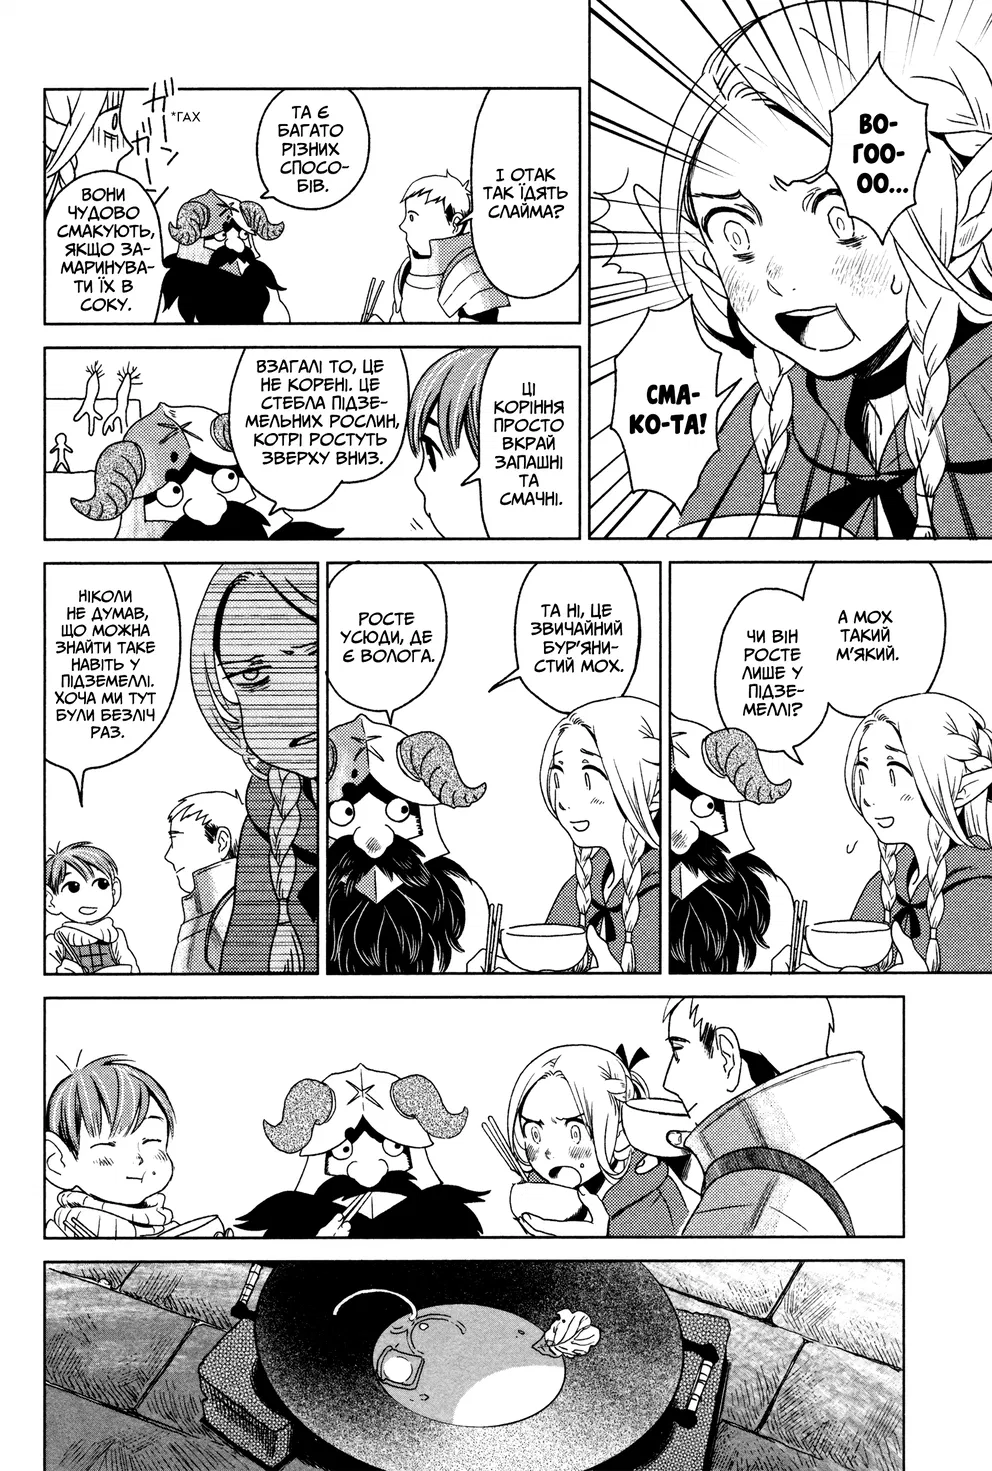 ВО-
ГОО-
ОО...
СМА-
КО-ТА!
І ОТАК
ТАК ЇДЯТЬ
СЛАЙМА?
ТА Є
БАГАТО
РІЗНИХ
СПОСО-
БІВ.
*ГАХ
ВОНИ
ЧУДОВО
СМАКУЮТЬ,
ЯКЩО ЗА-
МАРИНУВА-
ТИ ЇХ В
СОКУ.
ЦІ
КОРІННЯ
ПРОСТО
ВКРАЙ
ЗАПАШНІ
ТА
СМАЧНІ.
ВЗАГАЛІ ТО, ЦЕ
НЕ КОРЕНІ. ЦЕ
СТЕБЛА ПІДЗЕ-
МЕЛЬНИХ РОСЛИН,
КОТРІ РОСТУТЬ
ЗВЕРХУ ВНИЗ.
А МОХ
ТАКИЙ
М'ЯКИЙ.
ЧИ ВІН
РОСТЕ
ЛИШЕ У
ПІДЗЕ-
МЕЛЛІ?
ТА НІ, ЦЕ
ЗВИЧАЙНИЙ
БУР'ЯНИ-
СТИЙ МОХ.
РОСТЕ
УСЮДИ, ДЕ
Є ВОЛОГА.
НІКОЛИ
НЕ ДУМАВ,
ЩО МОЖНА
ЗНАЙТИ ТАКЕ
НАВІТЬ У
ПІДЗЕМЕЛЛІ.
ХОЧА МИ ТУТ
БУЛИ БЕЗЛІЧ
РАЗ.